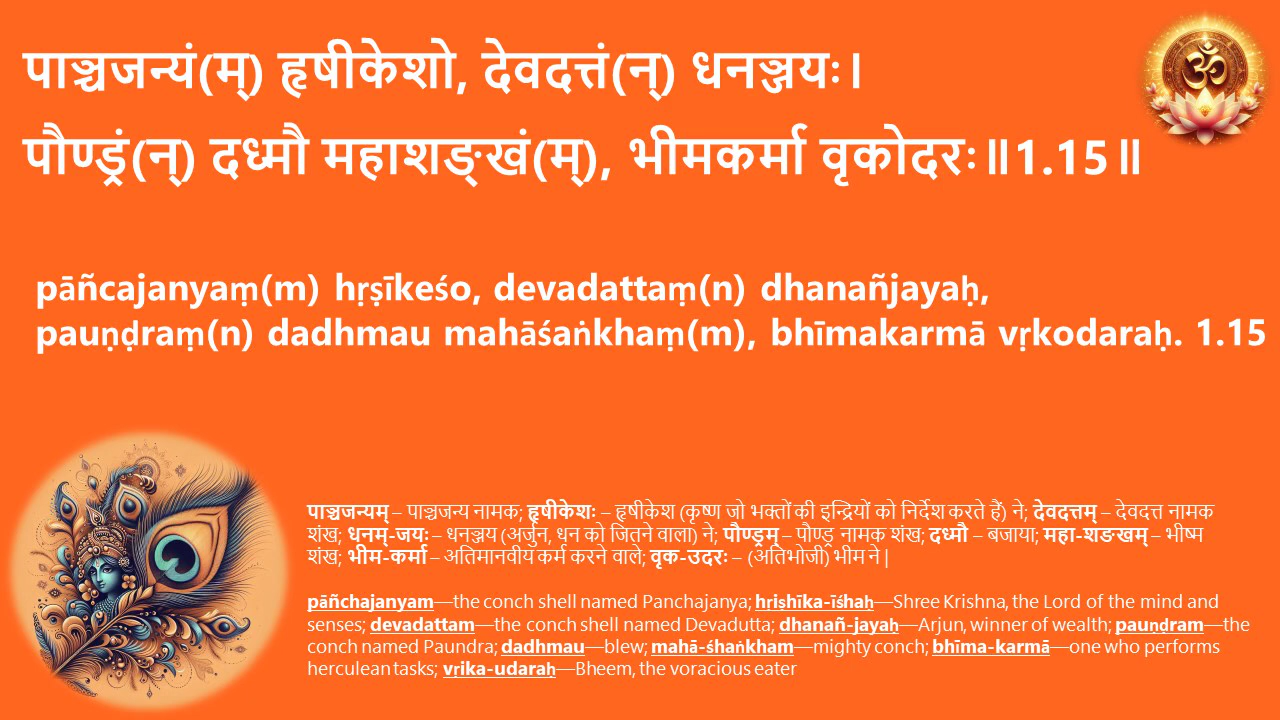 पाञ्चजन्यं(म्) हृषीकेशो, देवदत्तं(न्) धनञ्जयः।
पौण्ड्रं(न्) दध्मौ महाशङ्खं(म्), भीमकर्मा वृकोदरः॥1.15॥
ॐ
pāñcajanyaṃ(m) hṛṣīkeśo, devadattaṃ(n) dhanañjayaḥ,
pauṇḍraṃ(n) dadhmau mahāśaṅkhaṃ(m), bhīmakarmā vṛkodaraḥ. 1.15
पाञ्चजन्यम् – पाञ्चजन्य नामक; हृषीकेशः – हृषीकेश (कृष्ण जो भक्तों की इन्द्रियों को निर्देश करते हैं) ने; देवदत्तम् – देवदत्त नामक
शंख; धनम्-जयः – धनञ्जय (अर्जुन, धन को जितने वाला) ने; पौण्ड्रम् – पौण्ड्र नामक शंख; दध्मौ – बजाया; महा-शङखम् – भीष्म
शंख; भीम-कर्मा – अतिमानवीय कर्म करने वाले; वृक-उदरः – (अतिभोजी) भीम ने |
pāñchajanyam—the conch shell named Panchajanya; hṛiṣhīka-īśhaḥ—Shree Krishna, the Lord of the mind and
senses; devadattam—the conch shell named Devadutta; dhanañ-jayaḥ—Arjun, winner of wealth; pauṇḍram—the
conch named Paundra; dadhmau—blew; mahā-śhaṅkham—mighty conch; bhīma-karmā—one who performs
herculean tasks; vṛika-udaraḥ—Bheem, the voracious eater